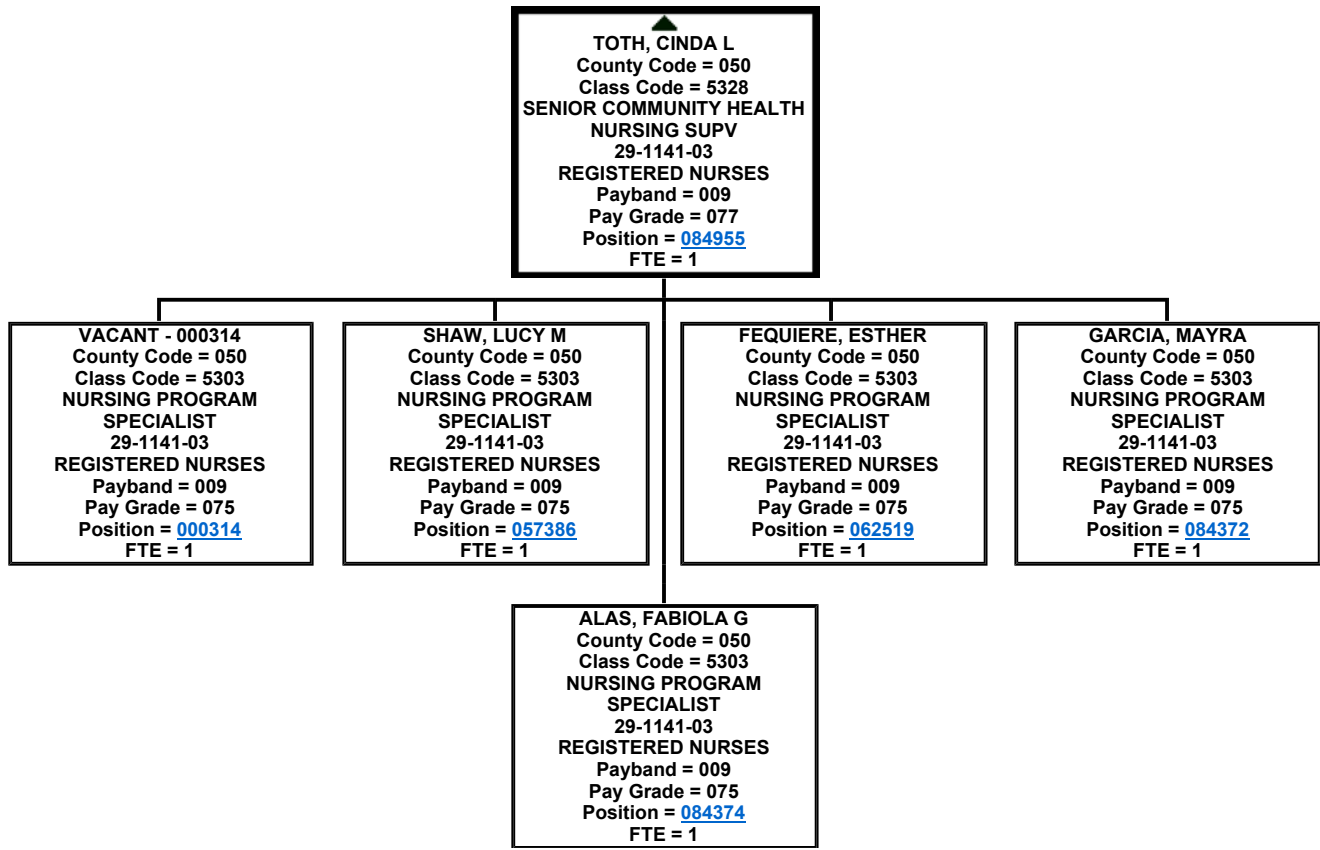 TOTH, CINDA L
County Code = 050
Class Code = 5328
SENIOR COMMUNITY HEALTH
NURSING SUPV
29-1141-03
REGISTERED NURSES
Payband = 009
Pay Grade = 077
Position = 084955
FTE = 1
VACANT - 000314
County Code = 050
Class Code = 5303
NURSING PROGRAM
SPECIALIST
29-1141-03
REGISTERED NURSES
Payband = 009
Pay Grade = 075
Position = 000314
FTE = 1
SHAW, LUCY M
County Code = 050
Class Code = 5303
NURSING PROGRAM
SPECIALIST
29-1141-03
REGISTERED NURSES
Payband = 009
Pay Grade = 075
Position = 057386
FTE = 1
FEQUIERE, ESTHER
County Code = 050
Class Code = 5303
NURSING PROGRAM
SPECIALIST
29-1141-03
REGISTERED NURSES
Payband = 009
Pay Grade = 075
Position = 062519
FTE = 1
GARCIA, MAYRA
County Code = 050
Class Code = 5303
NURSING PROGRAM
SPECIALIST
29-1141-03
REGISTERED NURSES
Payband = 009
Pay Grade = 075
Position = 084372
FTE = 1
ALAS, FABIOLA G
County Code = 050
Class Code = 5303
NURSING PROGRAM
SPECIALIST
29-1141-03
REGISTERED NURSES
Payband = 009
Pay Grade = 075
Position = 084374
FTE = 1